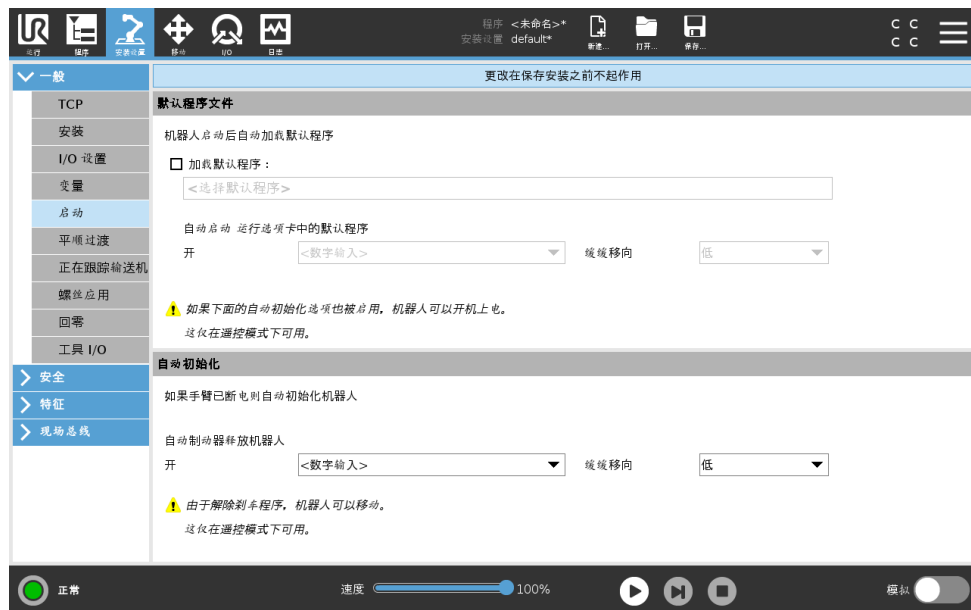 运行 程序 安装设置 移动 I/O 日志
程序 <未命名>*
安装设置 default*
新建... 打开... 保存...
C C
C C
一般
TCP
安装
I/O 设置
变量
启动
平顺过渡
正在跟踪输送机
螺丝应用
回零
工具 I/O
安全
特征
现场总线
更改在保存安装之前不起作用
默认程序文件
机器人启动后自动加载默认程序
加载默认程序：
<选择默认程序>
自动启动 运行选项卡中的默认程序
开 <数字输入> 缓缓移向 低
如果下面的自动初始化选项也被启用，机器人可以开机上电。
这仅在遥控模式下可用。
自动初始化
如果手臂已断电则自动初始化机器人
自动制动器释放机器人
开 <数字输入> 缓缓移向 低
由于解除刹车程序，机器人可以移动。
这仅在遥控模式下可用。
正常
速度 100%
模拟